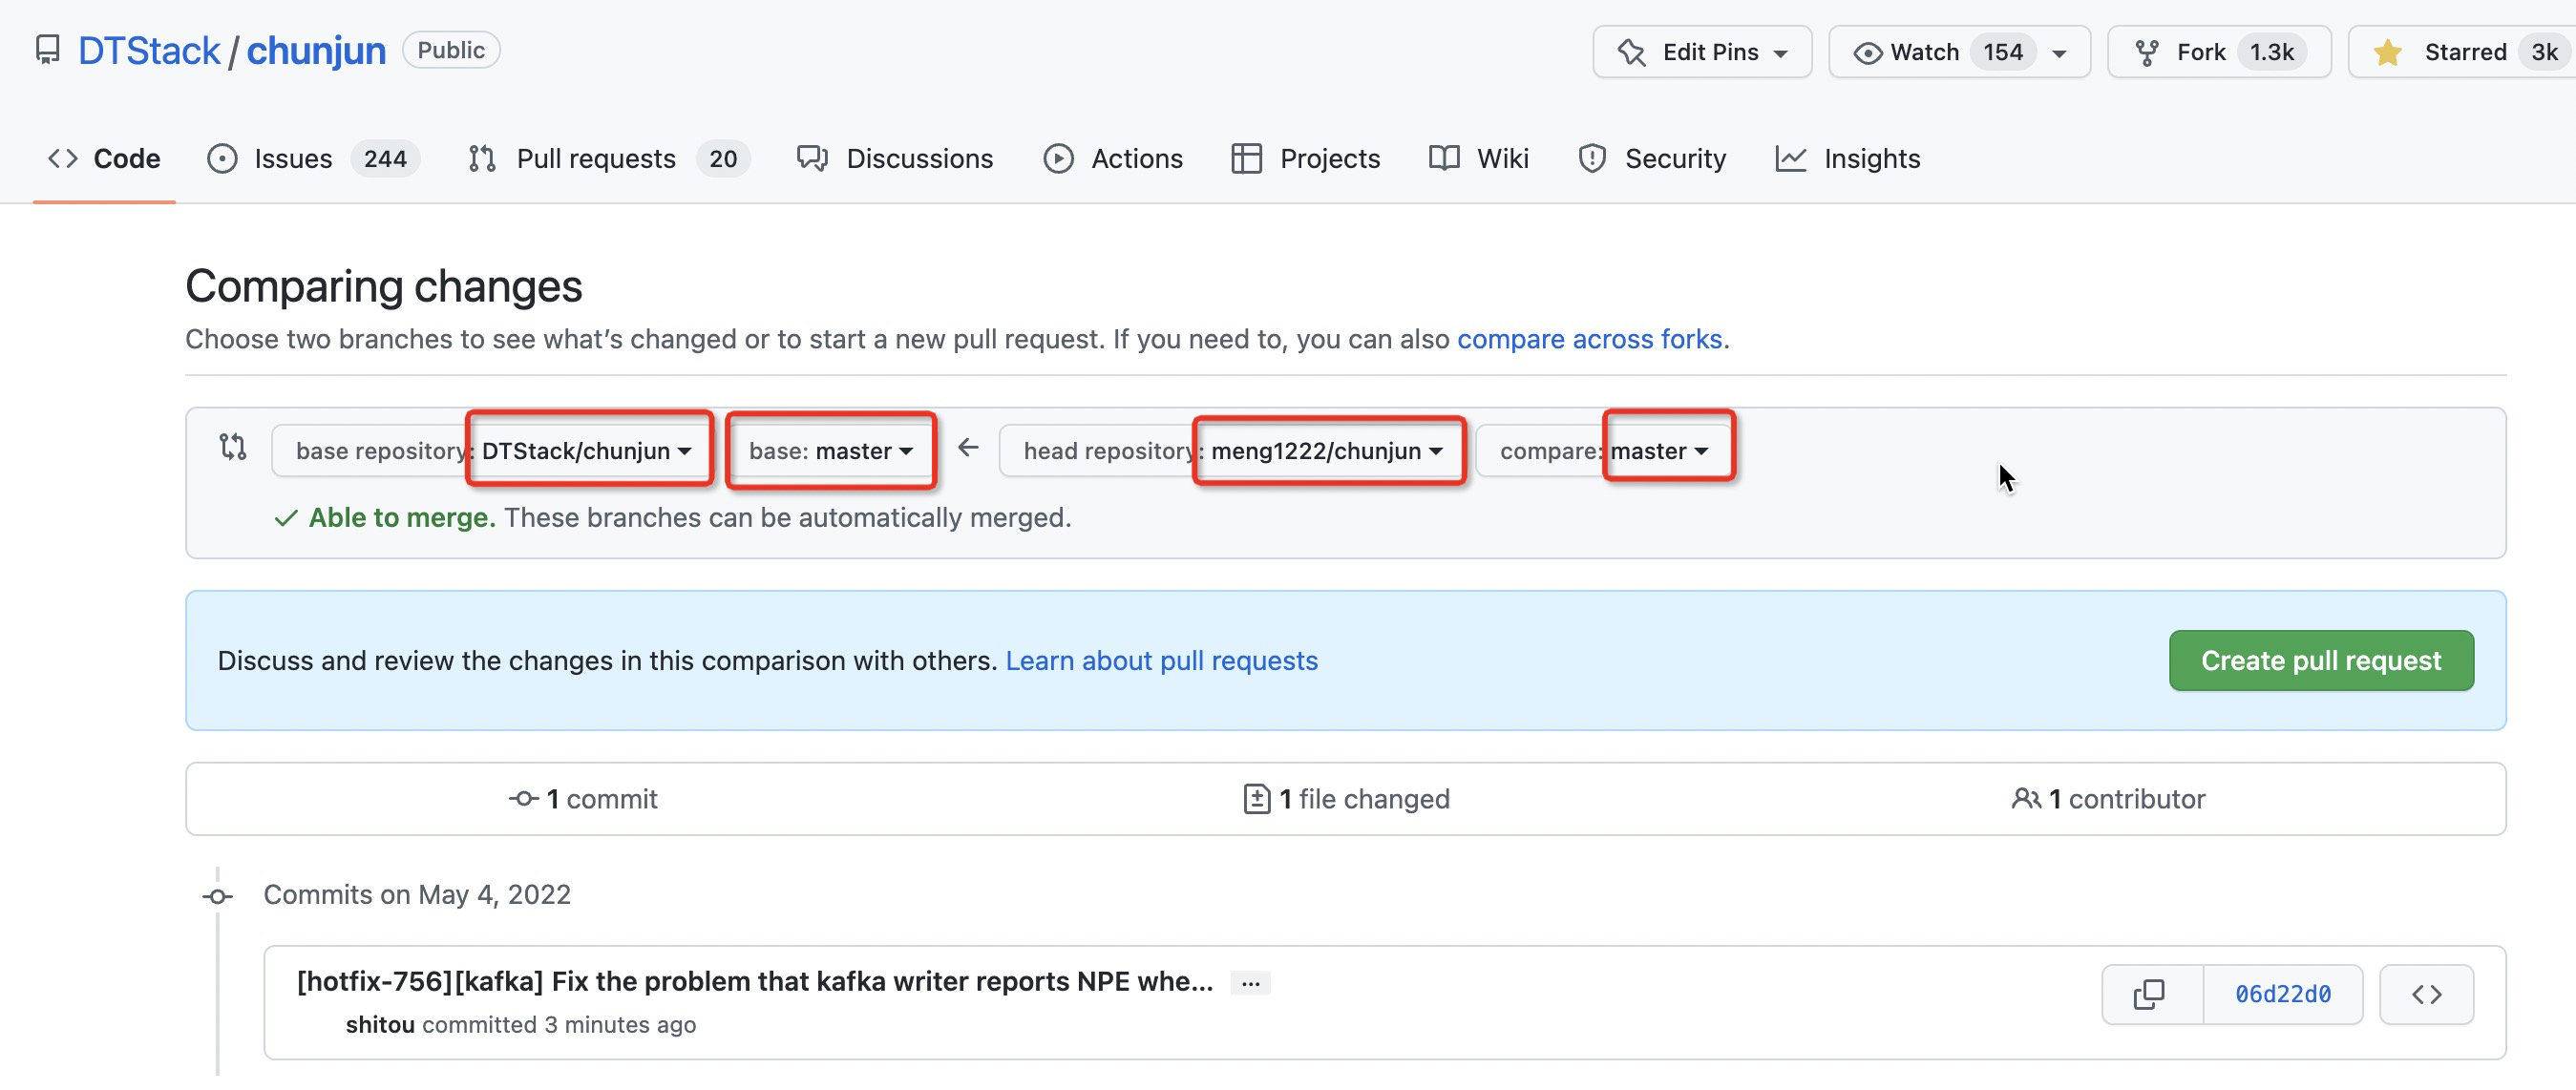 DTStack / chunjun Public Edit Pins Watch 154 Fork 1.3k Starred 3k
Code Issues 244 Pull requests 20 Discussions Actions Projects Wiki Security Insights
Comparing changes
Choose two branches to see what’s changed or to start a new pull request. If you need to, you can also compare across forks.
base repository: DTStack/chunjun base: master head repository: meng1222/chunjun compare: master
Able to merge. These branches can be automatically merged.
Discuss and review the changes in this comparison with others. Learn about pull requests Create pull request
1 commit 1 file changed 1 contributor
Commits on May 4, 2022
[hotfix-756][kafka] Fix the problem that kafka writer reports NPE whe... ...
06d22d0
shitou committed 3 minutes ago